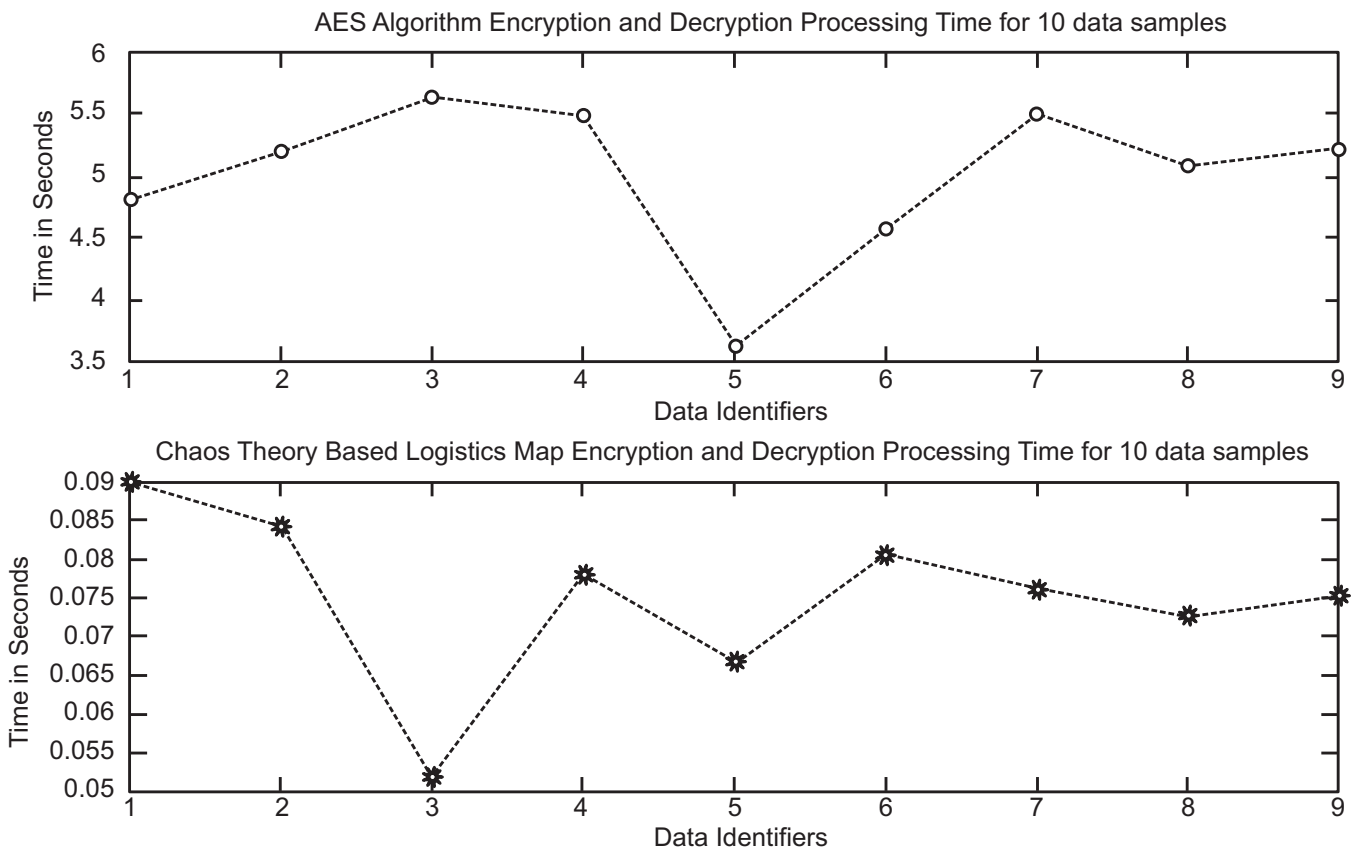 AES Algorithm Encryption and Decryption Processing Time for 10 data samples
6
5.5
5
4.5
4
3.5
Time in Seconds
1 2 3 4 5 6 7 8 9
Data Identifiers
Chaos Theory Based Logistics Map Encryption and Decryption Processing Time for 10 data samples
0.09
0.085
0.08
0.075
0.07
0.065
0.06
0.055
0.05
Time in Seconds
1 2 3 4 5 6 7 8 9
Data Identifiers